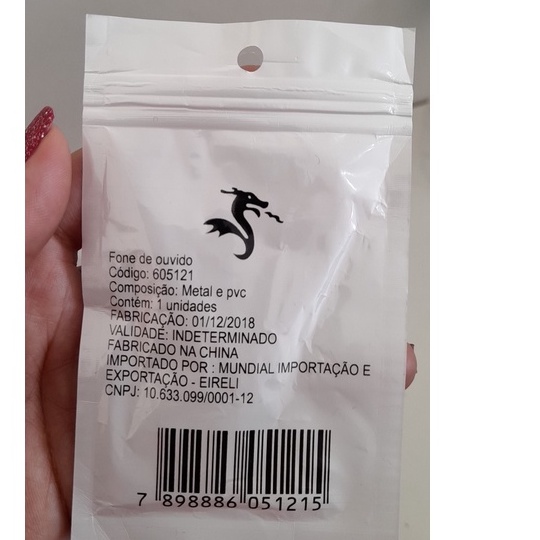 Fone de ouvido
Código: 605121
Composição: Metal e pvc
Contém: 1 unidades
FABRICAÇÃO: 01/12/2018
VALIDADE: INDETERMINADO
FABRICADO NA CHINA
IMPORTADO POR : MUNDIAL IMPORTAÇÃO E
EXPORTAÇÃO - EIRELI
CNPJ: 10.633.099/0001-12
7 898886 051215